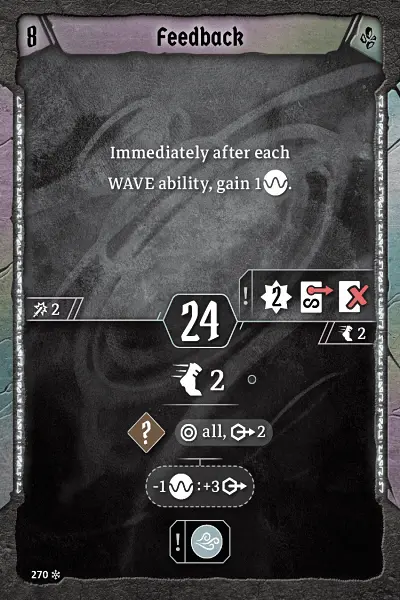 8 Feedback
Immediately after each
WAVE ability, gain 1 .
! 2 S
2
24
2
2
? all, 2
-1 :+3
!
270